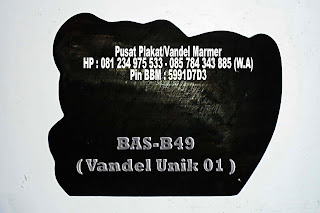 Pusat Plakat/Vandel Marmer
HP : 081 234 975 533 - 085 784 343 885 (W.A)
Pin BBM : 5991D7D3
BAS-B49
( Vandel Unik 01 )